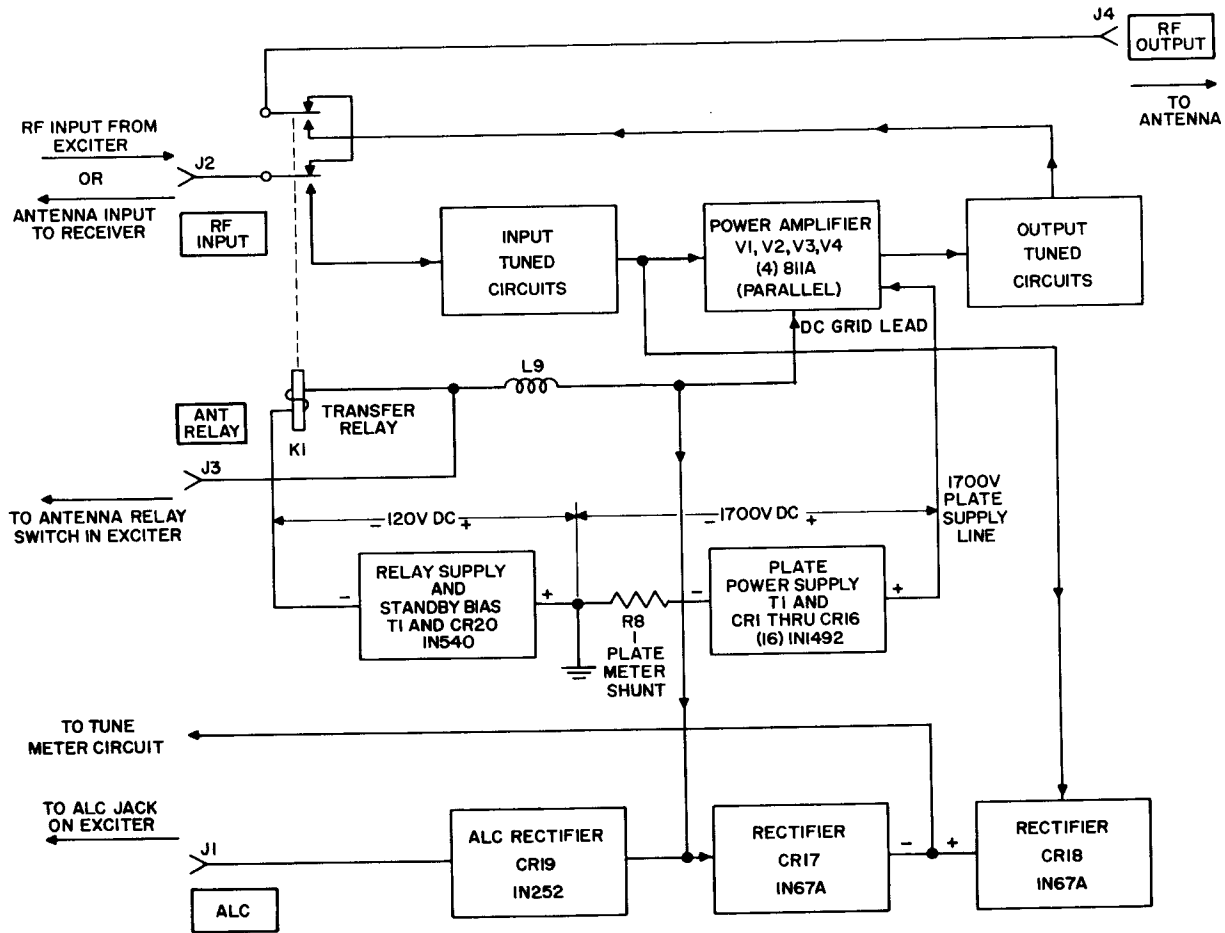 J4
RF
OUTPUT
TO
ANTENNA
RF INPUT FROM
EXCITER
OR
ANTENNA INPUT
TO RECEIVER
J2
RF
INPUT
INPUT
TUNED
CIRCUITS
POWER AMPLIFIER
V1, V2, V3, V4
(4) 811A
(PARALLEL)
OUTPUT
TUNED
CIRCUITS
DC GRID LEAD
L9
ANT
RELAY
TRANSFER
RELAY
K1
J3
TO ANTENNA RELAY
SWITCH IN EXCITER
- 120V DC +
- 1700V DC +
1700V
PLATE
SUPPLY
LINE
-
RELAY SUPPLY
AND
STANDBY BIAS
T1 AND CR20
IN540
+
R8
PLATE
METER
SHUNT
-
PLATE
POWER SUPPLY
T1 AND
CR1 THRU CR16
(16) IN1492
+
TO TUNE
METER CIRCUIT
TO ALC JACK
ON EXCITER
J1
ALC
ALC RECTIFIER
CR19
IN252
RECTIFIER
CR17
IN67A
- +
RECTIFIER
CR18
IN67A